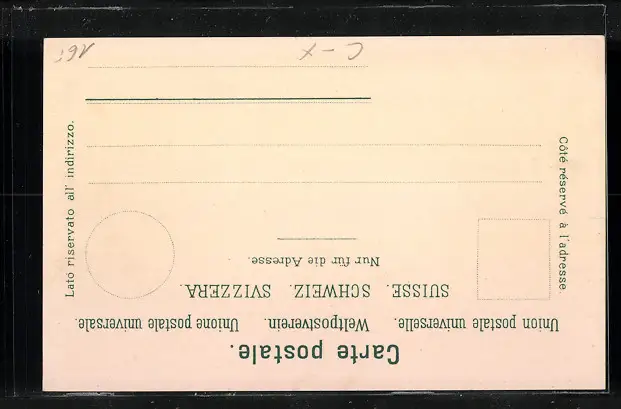 Carte postale.
Union postale universelle. Weltpostverein. Unione postale universale.
SUISSE. SCHWEIZ. SVIZZERA.
Nur für die Adresse.
Côté réservé à l'adresse.
Lato riservato all' indirizzo.
C - X